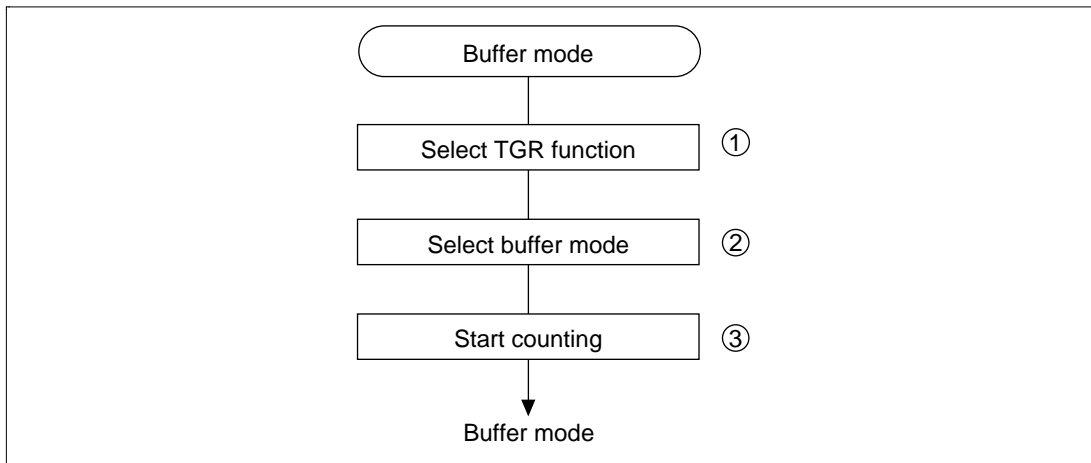 Buffer mode
Select TGR function ①
Select buffer mode ②
Start counting ③
Buffer mode